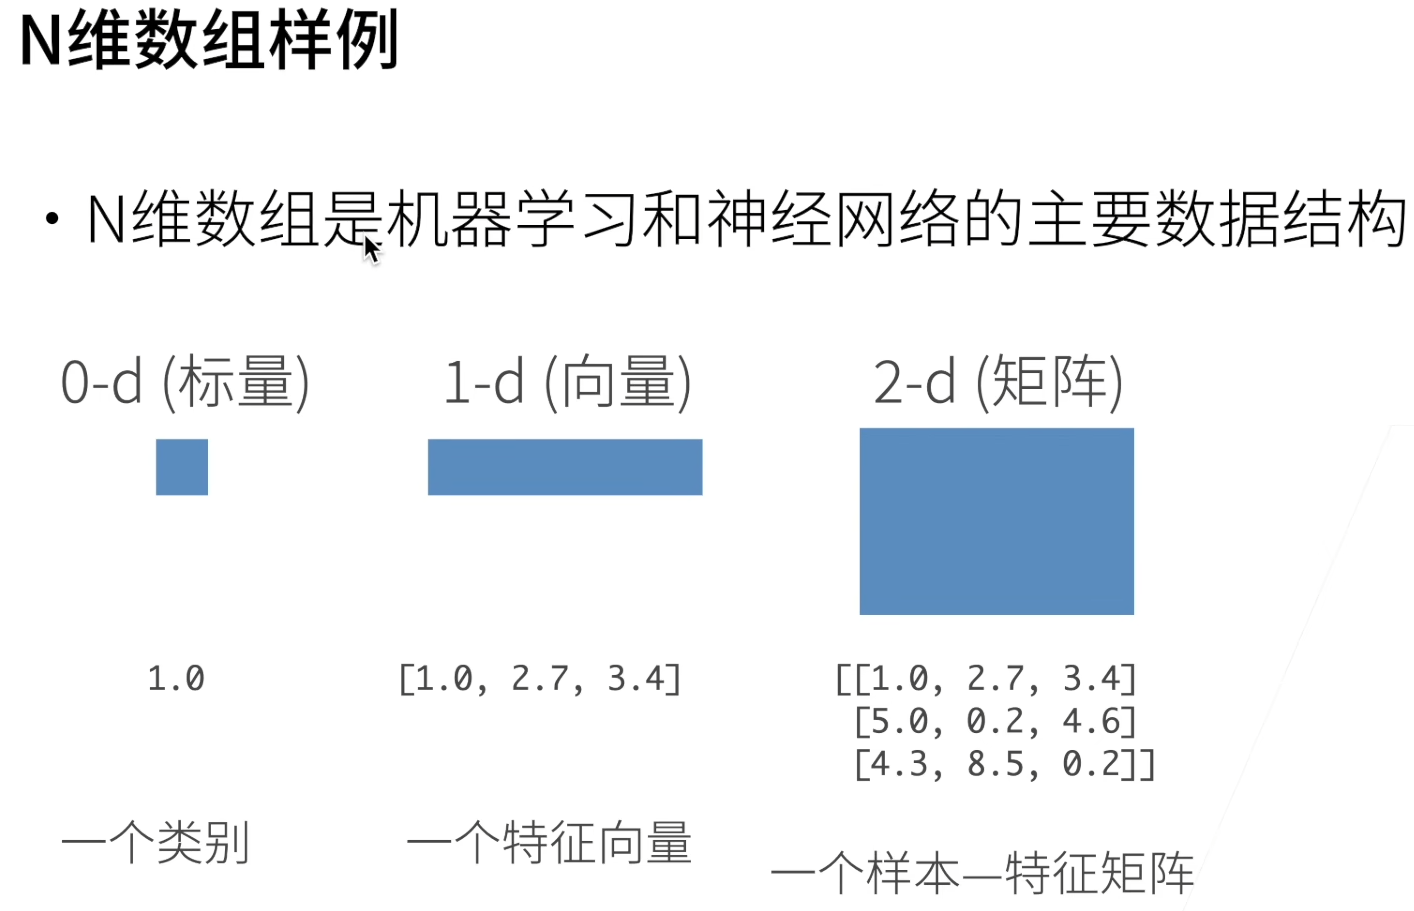 N维数组样例
• N维数组是机器学习和神经网络的主要数据结构
0-d (标量)
1-d (向量)
2-d (矩阵)
1.0
[1.0, 2.7, 3.4]
[[1.0, 2.7, 3.4]
[5.0, 0.2, 4.6]
[4.3, 8.5, 0.2]]
一个类别
一个特征向量
一个样本—特征矩阵